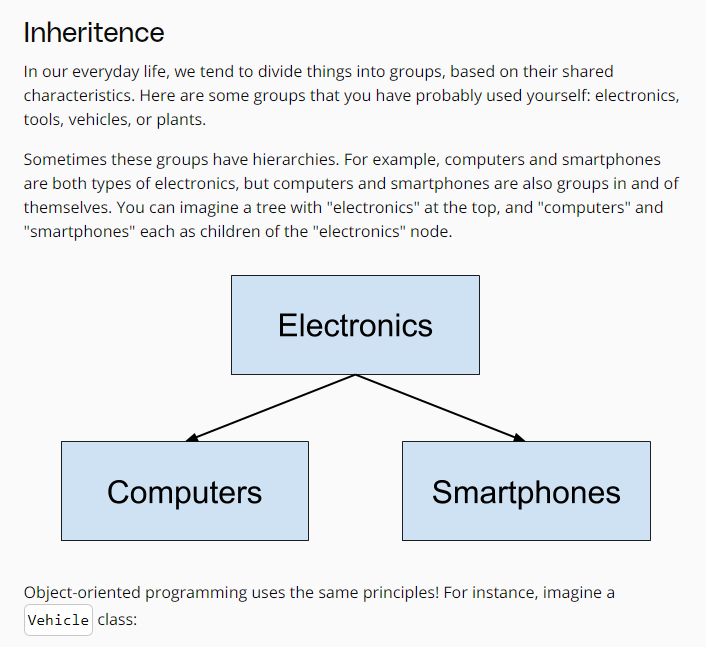 Inheritence
In our everyday life, we tend to divide things into groups, based on their shared
characteristics. Here are some groups that you have probably used yourself: electronics,
tools, vehicles, or plants.
Sometimes these groups have hierarchies. For example, computers and smartphones
are both types of electronics, but computers and smartphones are also groups in and of
themselves. You can imagine a tree with "electronics" at the top, and "computers" and
"smartphones" each as children of the "electronics" node.
Electronics
Computers
Smartphones
Object-oriented programming uses the same principles! For instance, imagine a
Vehicle class: